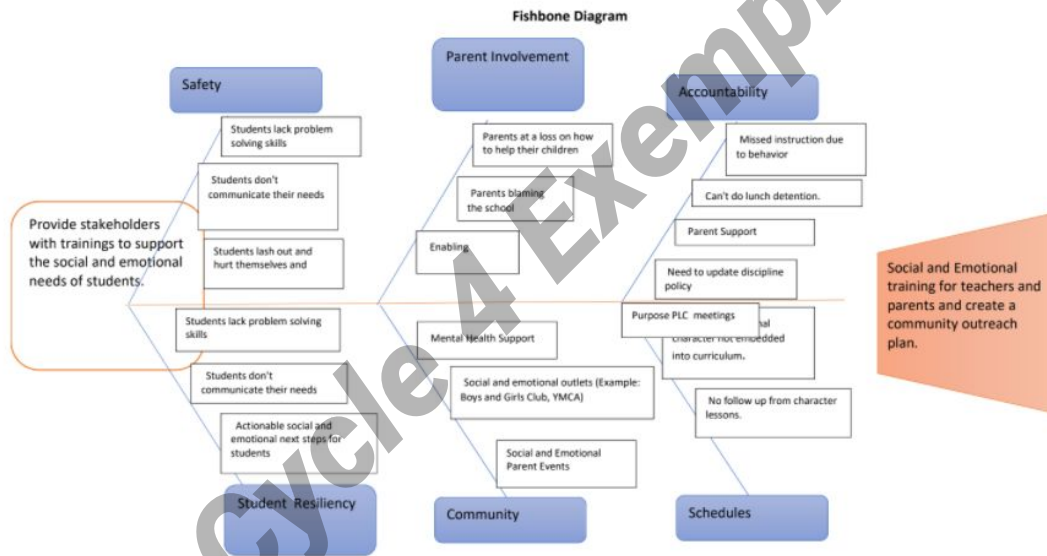 Fishbone Diagram
Safety
Parent Involvement
Accountability
Students lack problem
solving skills
Students don't
communicate their needs
Students lash out and
hurt themselves and
Parents at a loss on how
to help their children
Parents blaming
the school
Enabling
Missed instruction due
to behavior
Can't do lunch detention.
Parent Support
Need to update discipline
policy
Provide stakeholders
with trainings to support
the social and emotional
needs of students.
Social and Emotional
training for teachers and
parents and create a
community outreach
plan.
Students lack problem solving
skills
Students don't
communicate their needs
Actionable social and
emotional next steps for
students
Mental Health Support
Social and emotional outlets (Example:
Boys and Girls Club, YMCA)
Social and Emotional
Parent Events
Purpose PLC meetings
character not embedded
into curriculum.
No follow up from character
lessons.
Student Resiliency
Community
Schedules
Cycle 4 Exempl